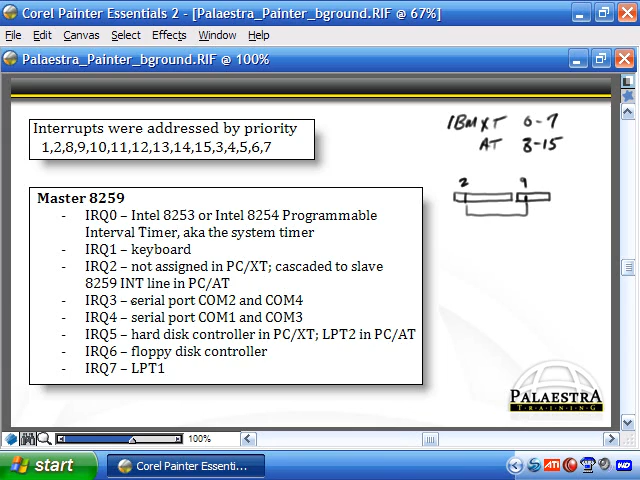 Corel Painter Essentials 2 - [Palaestra_Painter_bground.RIF @ 67%]
File Edit Canvas Select Effects Window Help
Palaestra_Painter_bground.RIF @ 100%
Interrupts were addressed by priority
1,2,8,9,10,11,12,13,14,15,3,4,5,6,7
IBM XT 0-7
AT 8-15
2 9
Master 8259
- IRQ0 – Intel 8253 or Intel 8254 Programmable
Interval Timer, aka the system timer
- IRQ1 – keyboard
- IRQ2 – not assigned in PC/XT; cascaded to slave
8259 INT line in PC/AT
- IRQ3 – serial port COM2 and COM4
- IRQ4 – serial port COM1 and COM3
- IRQ5 – hard disk controller in PC/XT; LPT2 in PC/AT
- IRQ6 – floppy disk controller
- IRQ7 – LPT1
PALAESTRA
TRAINING
100%
start
Corel Painter Essenti...
ATI
WD